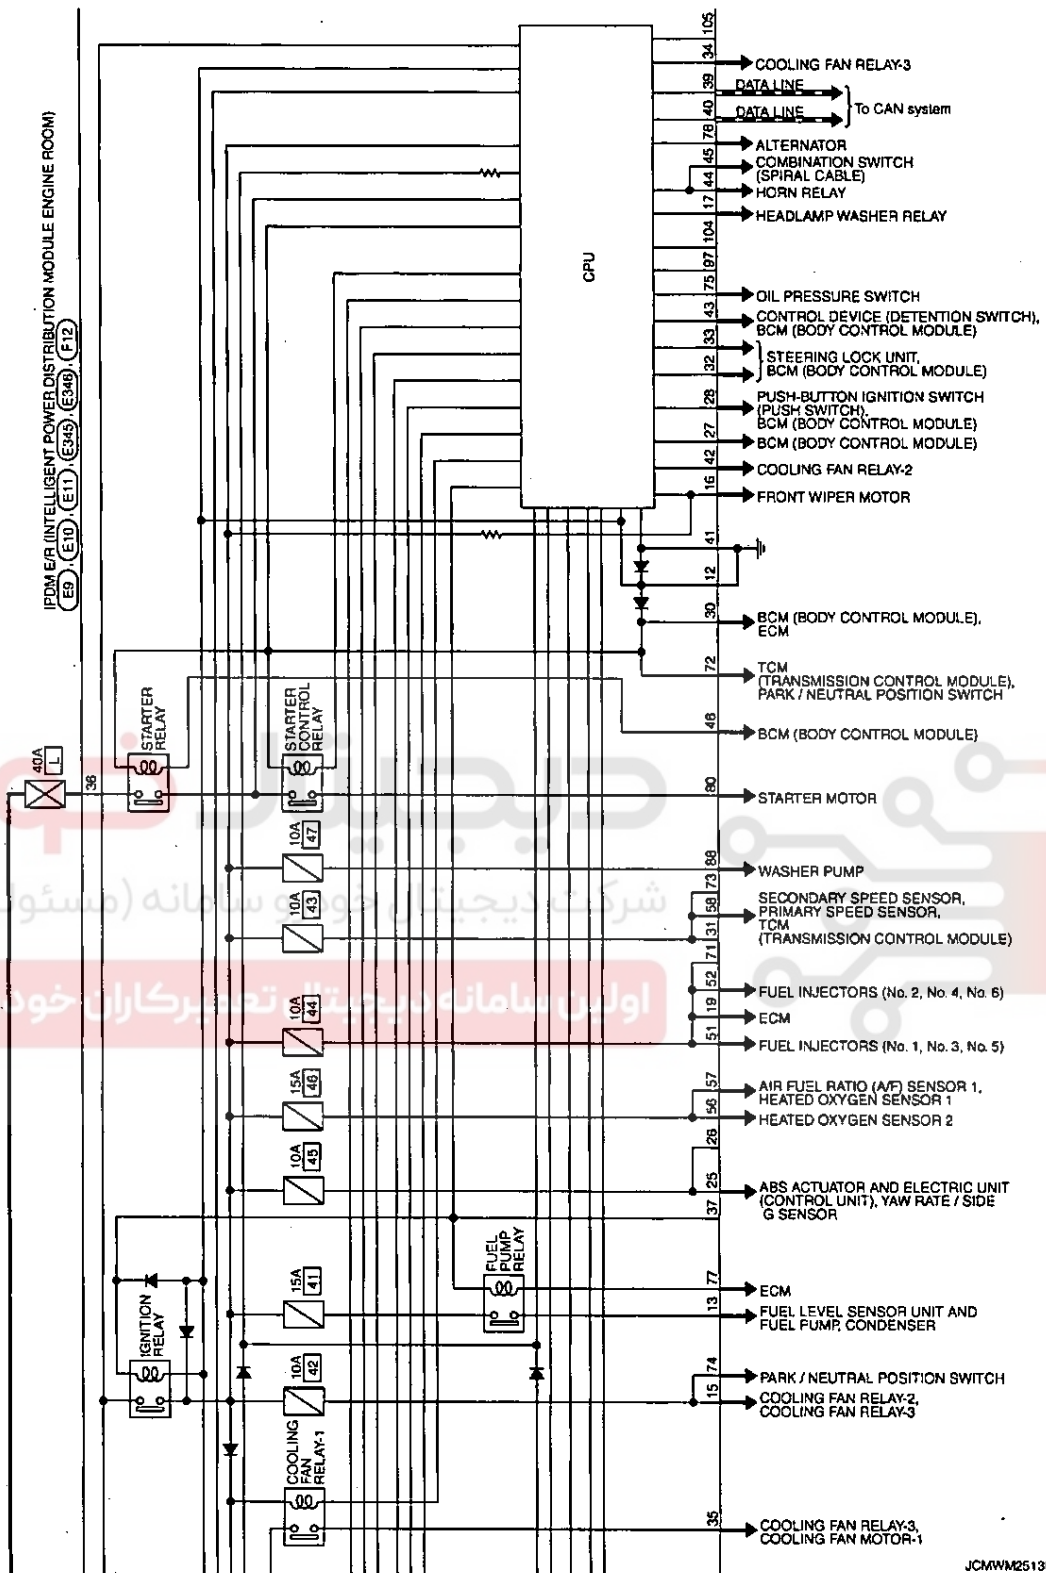 IPDM E/R (INTELLIGENT POWER DISTRIBUTION MODULE ENGINE ROOM)
E9, E10, E11, E345, E346, F12
CPU
105
34
COOLING FAN RELAY-3
39
DATA LINE
40
DATA LINE
To CAN system
78
ALTERNATOR
45
COMBINATION SWITCH
(SPIRAL CABLE)
44
HORN RELAY
17
HEADLAMP WASHER RELAY
104
97
75
OIL PRESSURE SWITCH
43
CONTROL DEVICE (DETENTION SWITCH),
BCM (BODY CONTROL MODULE)
33
32
STEERING LOCK UNIT,
BCM (BODY CONTROL MODULE)
28
PUSH-BUTTON IGNITION SWITCH
(PUSH SWITCH),
BCM (BODY CONTROL MODULE)
27
BCM (BODY CONTROL MODULE)
42
COOLING FAN RELAY-2
16
FRONT WIPER MOTOR
41
12
30
BCM (BODY CONTROL MODULE),
ECM
72
TCM
(TRANSMISSION CONTROL MODULE),
PARK / NEUTRAL POSITION SWITCH
46
BCM (BODY CONTROL MODULE)
STARTER
RELAY
STARTER
CONTROL
RELAY
40A
L
36
80
STARTER MOTOR
دیجیتال خودرو
10A
47
88
WASHER PUMP
شرکت دیجیتال خودرو سامانه (مسئول
10A
43
73
58
31
SECONDARY SPEED SENSOR,
PRIMARY SPEED SENSOR,
TCM
(TRANSMISSION CONTROL MODULE)
اولین سامانه دیجیتال تعمیرکاران خود
10A
44
71
52
FUEL INJECTORS (No. 2, No. 4, No. 6)
19
ECM
51
FUEL INJECTORS (No. 1, No. 3, No. 5)
15A
46
57
AIR FUEL RATIO (A/F) SENSOR 1,
HEATED OXYGEN SENSOR 1
56
HEATED OXYGEN SENSOR 2
10A
45
26
25
ABS ACTUATOR AND ELECTRIC UNIT
(CONTROL UNIT), YAW RATE / SIDE
G SENSOR
37
FUEL
PUMP
RELAY
15A
41
77
ECM
13
FUEL LEVEL SENSOR UNIT AND
FUEL PUMP, CONDENSER
IGNITION
RELAY
10A
42
74
PARK / NEUTRAL POSITION SWITCH
15
COOLING FAN RELAY-2,
COOLING FAN RELAY-3
COOLING
FAN
RELAY-1
35
COOLING FAN RELAY-3,
COOLING FAN MOTOR-1
JCMWM2513